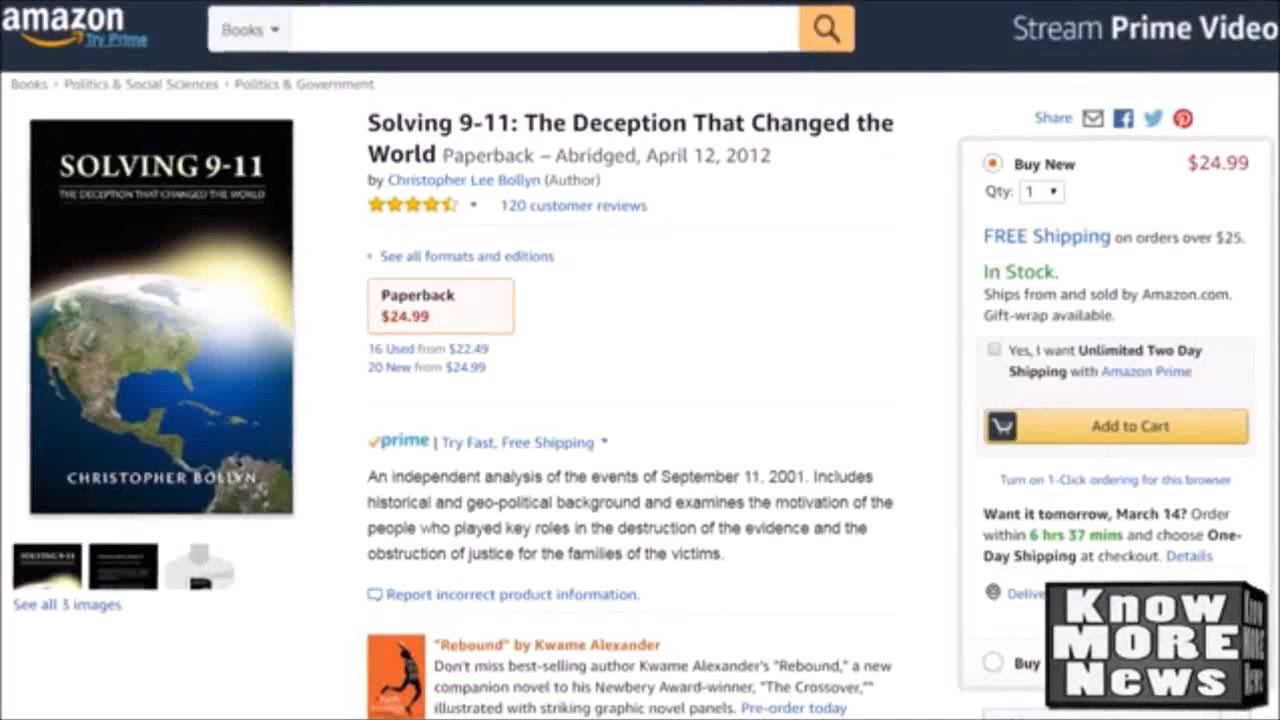 amazon
Try Prime
Books
Stream Prime Video
Books › Politics & Social Sciences › Politics & Government
SOLVING 9-11
THE DECEPTION THAT CHANGED THE WORLD
CHRISTOPHER BOLLYN
See all 3 images
Solving 9-11: The Deception That Changed the
World Paperback – Abridged, April 12, 2012
by Christopher Lee Bollyn (Author)
120 customer reviews
See all formats and editions
Paperback
$24.99
16 Used from $22.49
20 New from $24.99
prime | Try Fast, Free Shipping
An independent analysis of the events of September 11, 2001. Includes
historical and geo-political background and examines the motivation of the
people who played key roles in the destruction of the evidence and the
obstruction of justice for the families of the victims.
Report incorrect product information.
"Rebound" by Kwame Alexander
Don't miss best-selling author Kwame Alexander's "Rebound," a new
companion novel to his Newbery Award-winner, "The Crossover,""
illustrated with striking graphic novel panels. Pre-order today
Share
Buy New $24.99
Qty: 1
FREE Shipping on orders over $25.
In Stock.
Ships from and sold by Amazon.com.
Gift-wrap available.
Yes, I want Unlimited Two Day
Shipping with Amazon Prime
Add to Cart
Turn on 1-Click ordering for this browser
Want it tomorrow, March 14? Order
within 6 hrs 37 mins and choose One-
Day Shipping at checkout. Details
Delive
Buy
KNOW
MORE
NEWS